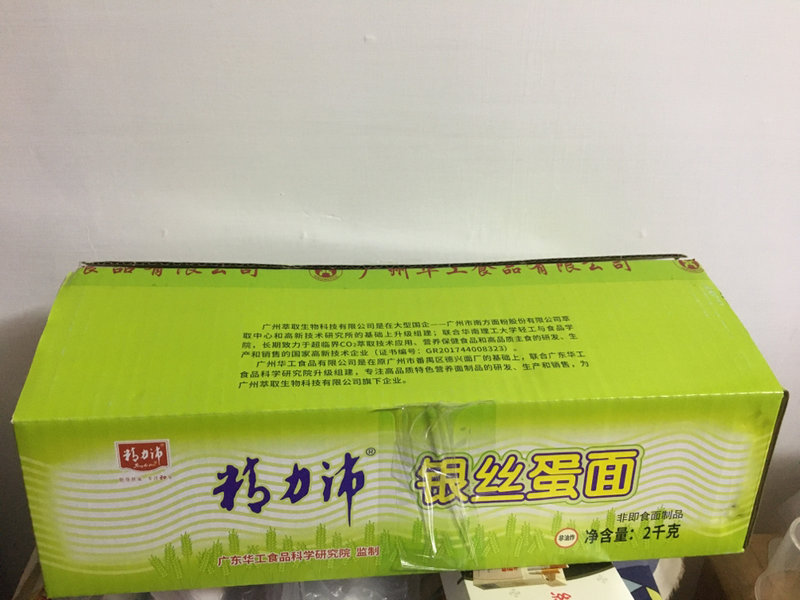 食品有限公司 广州华工食品有限公司
广州萃取生物科技有限公司是在大型国企——广州市南方面粉股份有限公司萃
取中心和高新技术研究所的基础上升级组建；联合华南理工大学轻工与食品学
院，长期致力于超临界CO₂萃取技术应用、营养保健食品和高品质主食的研发、生
产和销售的国家高新技术企业（证书编号：GR201744008323）。
广州华工食品有限公司是在原广州市番禺区德兴面厂的基础上，联合广东华工
食品科学研究院升级组建，专注高品质特色营养面制品的研发、生产和销售，为
广州萃取生物科技有限公司旗下企业。
精力沛
精力沛®
银丝蛋面
非即食面制品
非油炸
净含量：2千克
广东华工食品科学研究院 监制